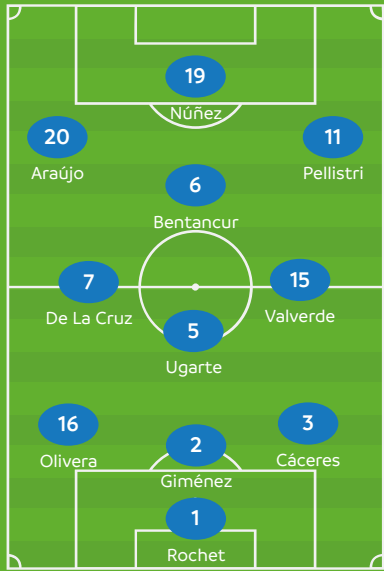 19
Núñez
20
Araújo
11
Pellistri
6
Bentancur
7
De La Cruz
15
Valverde
5
Ugarte
16
Olivera
2
Giménez
3
Cáceres
1
Rochet